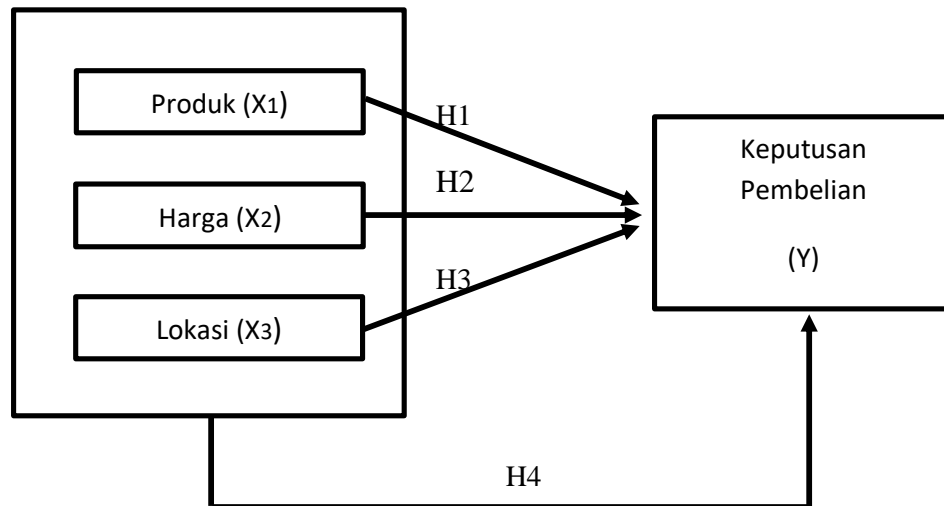 Produk (X1)
H1
Keputusan
Pembelian
(Y)
H2
Harga (X2)
H3
Lokasi (X3)
H4